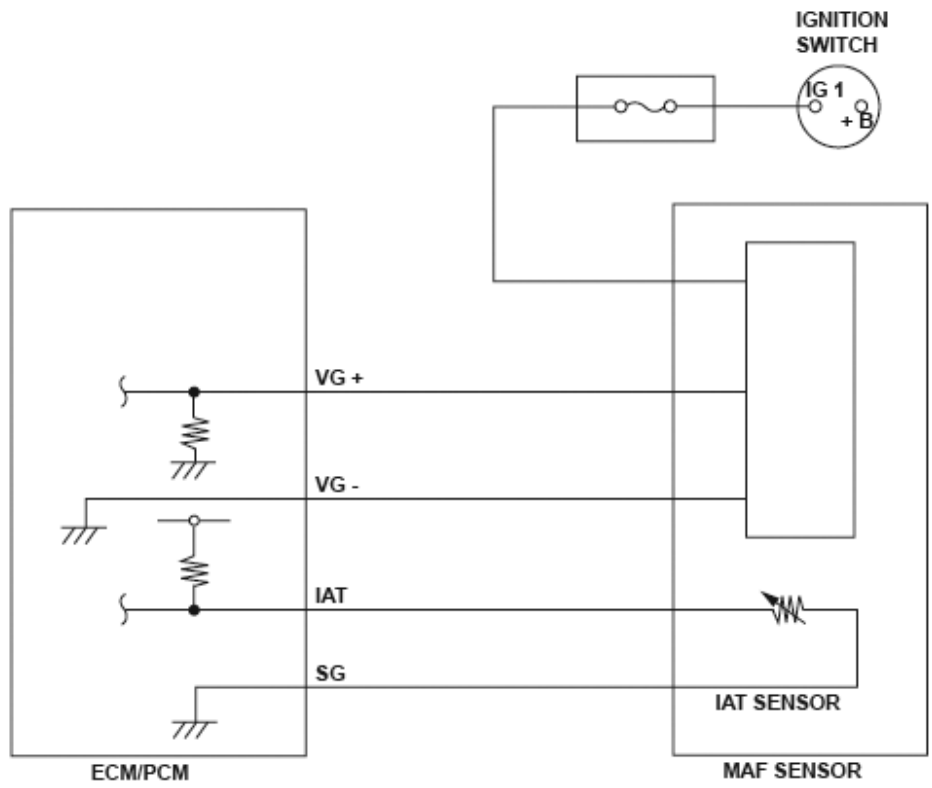 IGNITION
SWITCH
IG 1
+ B
VG +
VG -
IAT
SG
IAT SENSOR
ECM/PCM
MAF SENSOR